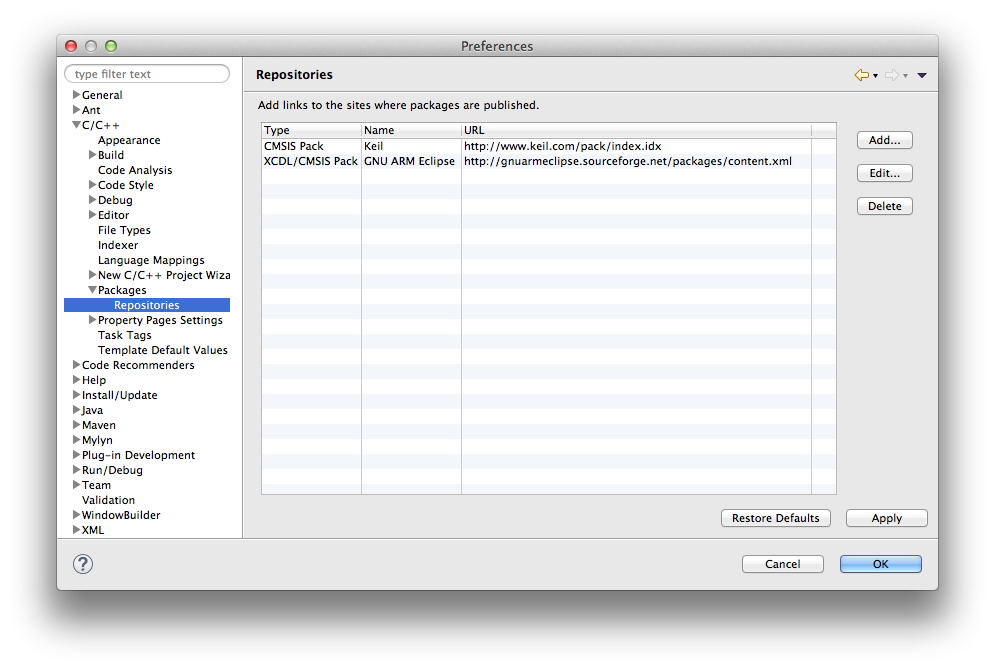 Preferences
type filter text
General
Ant
C/C++
Appearance
Build
Code Analysis
Code Style
Debug
Editor
File Types
Indexer
Language Mappings
New C/C++ Project Wiza
Packages
Repositories
Property Pages Settings
Task Tags
Template Default Values
Code Recommenders
Help
Install/Update
Java
Maven
Mylyn
Plug-in Development
Run/Debug
Team
Validation
WindowBuilder
XML
Repositories
Add links to the sites where packages are published.
Type Name URL
CMSIS Pack Keil http://www.keil.com/pack/index.idx
XCDL/CMSIS Pack GNU ARM Eclipse http://gnuarmeclipse.sourceforge.net/packages/content.xml
Add...
Edit...
Delete
Restore Defaults Apply
? Cancel OK